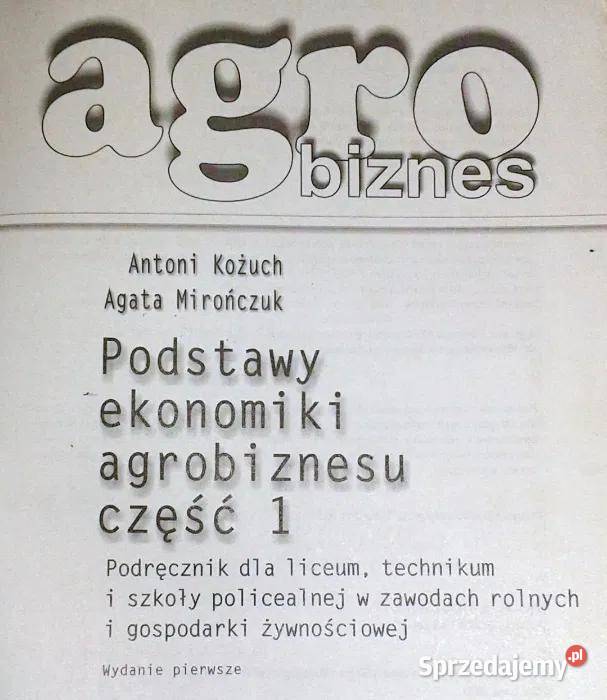 agro
biznes
Antoni Kożuch
Agata Mirończuk
Podstawy
ekonomiki
agrobiznesu
część 1
Podręcznik dla liceum, technikum
i szkoły policealnej w zawodach rolnych
i gospodarki żywnościowej
Wydanie pierwsze
Sprzedajemy.pl